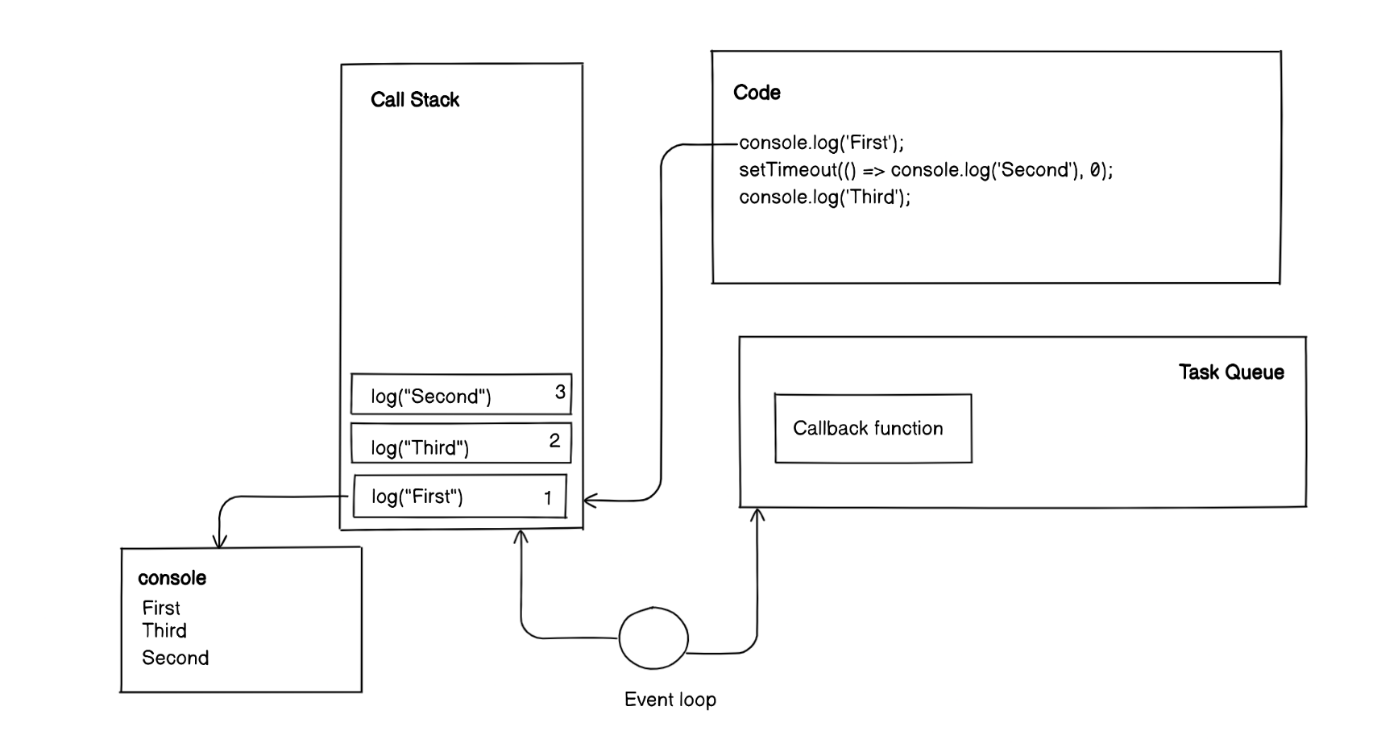 Call Stack
log("Second") 3
log("Third") 2
log("First") 1
Code
console.log('First');
setTimeout(() => console.log('Second'), 0);
console.log('Third');
Task Queue
Callback function
console
First
Third
Second
Event loop